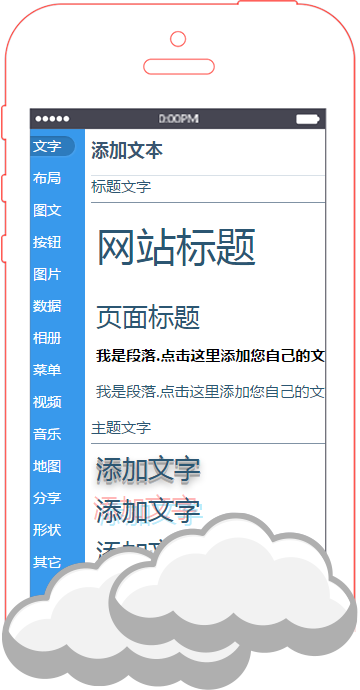 0:00PM
文字
布局
图文
按钮
图片
数据
相册
菜单
视频
音乐
地图
分享
形状
其它
添加文本
标题文字
网站标题
页面标题
我是段落.点击这里添加您自己的文
我是段落.点击这里添加您自己的文
主题文字
添加文字
添加文字
添加文